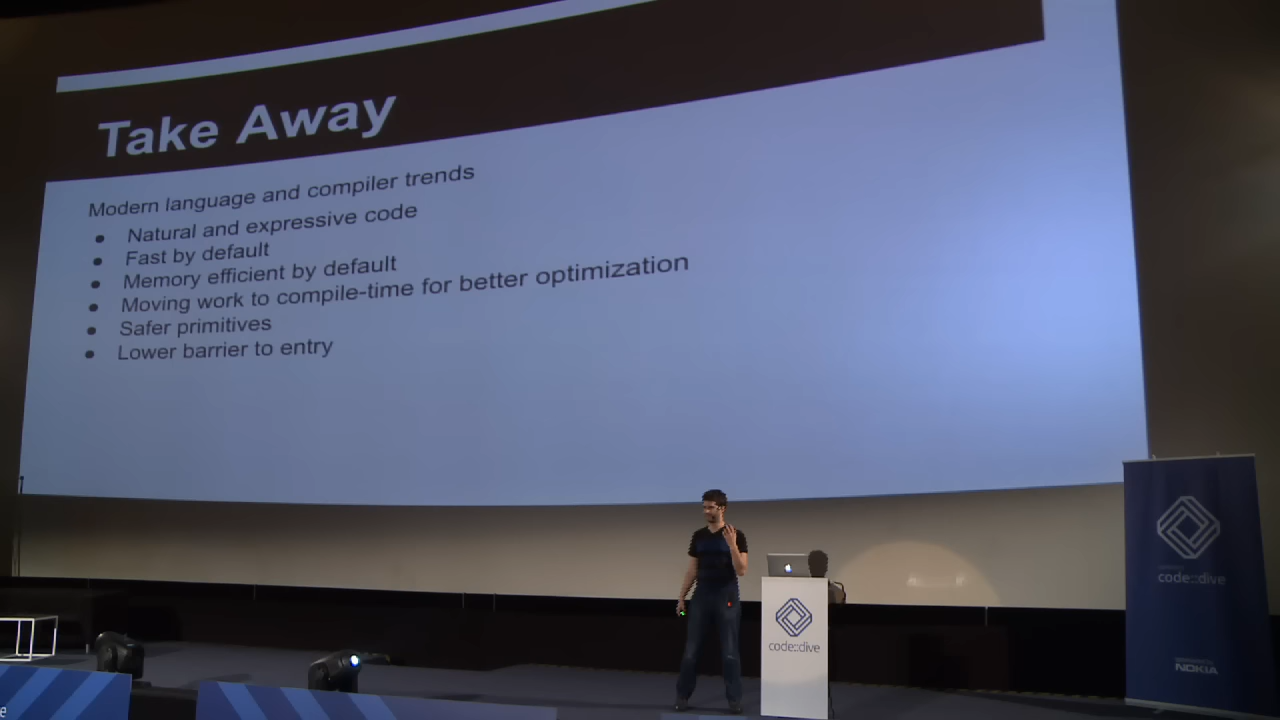 Take Away
Modern language and compiler trends
● Natural and expressive code
● Fast by default
● Memory efficient by default
● Moving work to compile-time for better optimization
● Safer primitives
● Lower barrier to entry
code::dive
code::dive
NOKIA
e